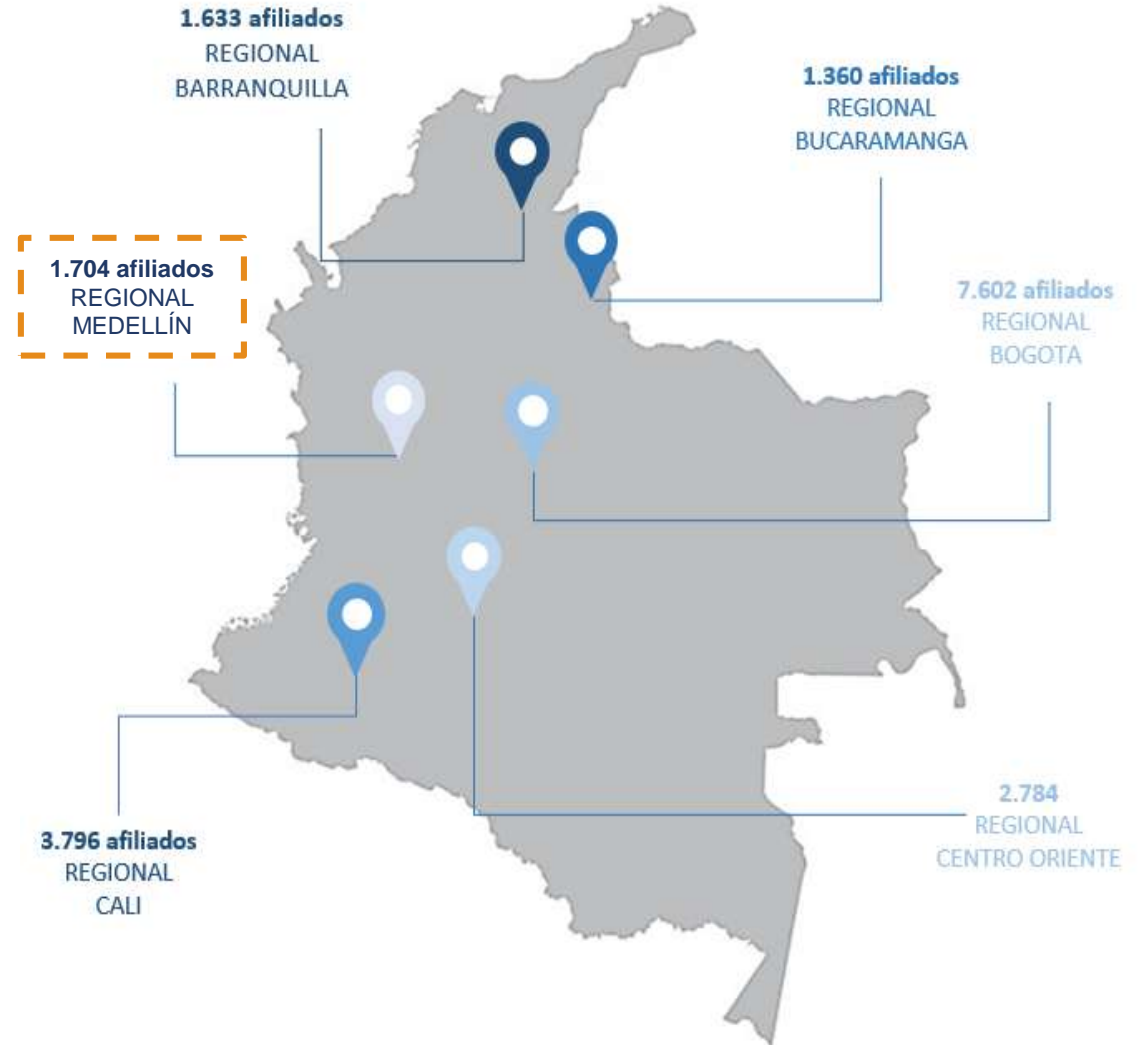 1.633 afiliados
REGIONAL
BARRANQUILLA
1.360 afiliados
REGIONAL
BUCARAMANGA
1.704 afiliados
REGIONAL
MEDELLÍN
7.602 afiliados
REGIONAL
BOGOTA
3.796 afiliados
REGIONAL
CALI
2.784
REGIONAL
CENTRO ORIENTE